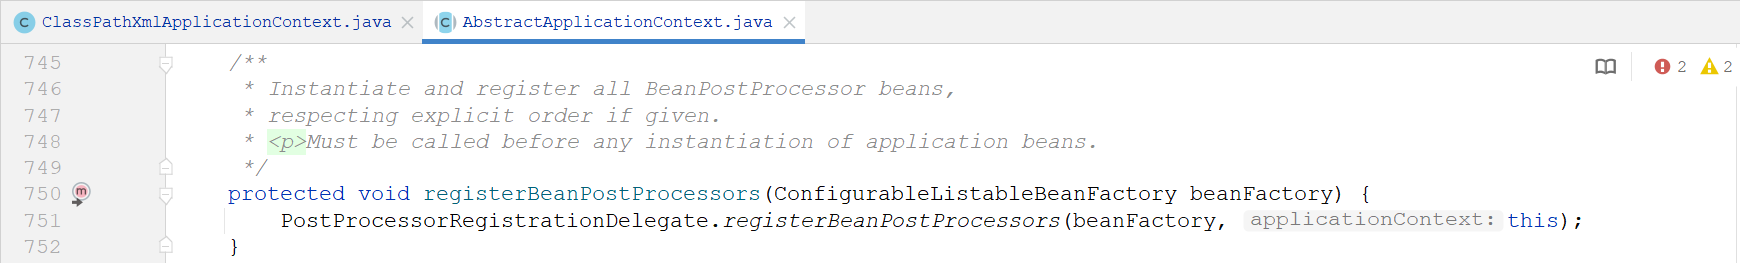 ClassPathXmlApplicationContext.java AbstractApplicationContext.java
745 /**
746 * Instantiate and register all BeanPostProcessor beans,
747 * respecting explicit order if given.
748 * <p>Must be called before any instantiation of application beans.
749 */
750 protected void registerBeanPostProcessors(ConfigurableListableBeanFactory beanFactory) {
751 PostProcessorRegistrationDelegate.registerBeanPostProcessors(beanFactory, applicationContext: this);
752 }
2 2